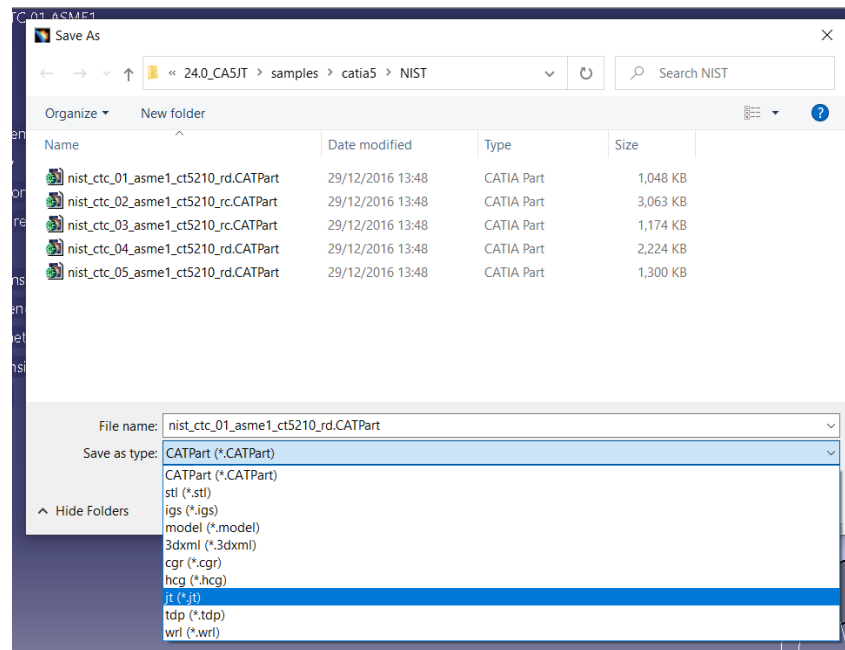 TC_01_ASME1
Save As
« 24.0_CA5JT > samples > catia5 > NIST
Search NIST
Organize
New folder
Name
Date modified
Type
Size
nist_ctc_01_asme1_ct5210_rd.CATPart 29/12/2016 13:48 CATIA Part 1,048 KB
nist_ctc_02_asme1_ct5210_rc.CATPart 29/12/2016 13:48 CATIA Part 3,063 KB
nist_ctc_03_asme1_ct5210_rc.CATPart 29/12/2016 13:48 CATIA Part 1,174 KB
nist_ctc_04_asme1_ct5210_rd.CATPart 29/12/2016 13:48 CATIA Part 2,224 KB
nist_ctc_05_asme1_ct5210_rd.CATPart 29/12/2016 13:48 CATIA Part 1,300 KB
File name: nist_ctc_01_asme1_ct5210_rd.CATPart
Save as type: CATPart (*.CATPart)
CATPart (*.CATPart)
stl (*.stl)
Hide Folders
igs (*.igs)
model (*.model)
3dxml (*.3dxml)
cgr (*.cgr)
hcg (*.hcg)
jt (*.jt)
tdp (*.tdp)
wrl (*.wrl)